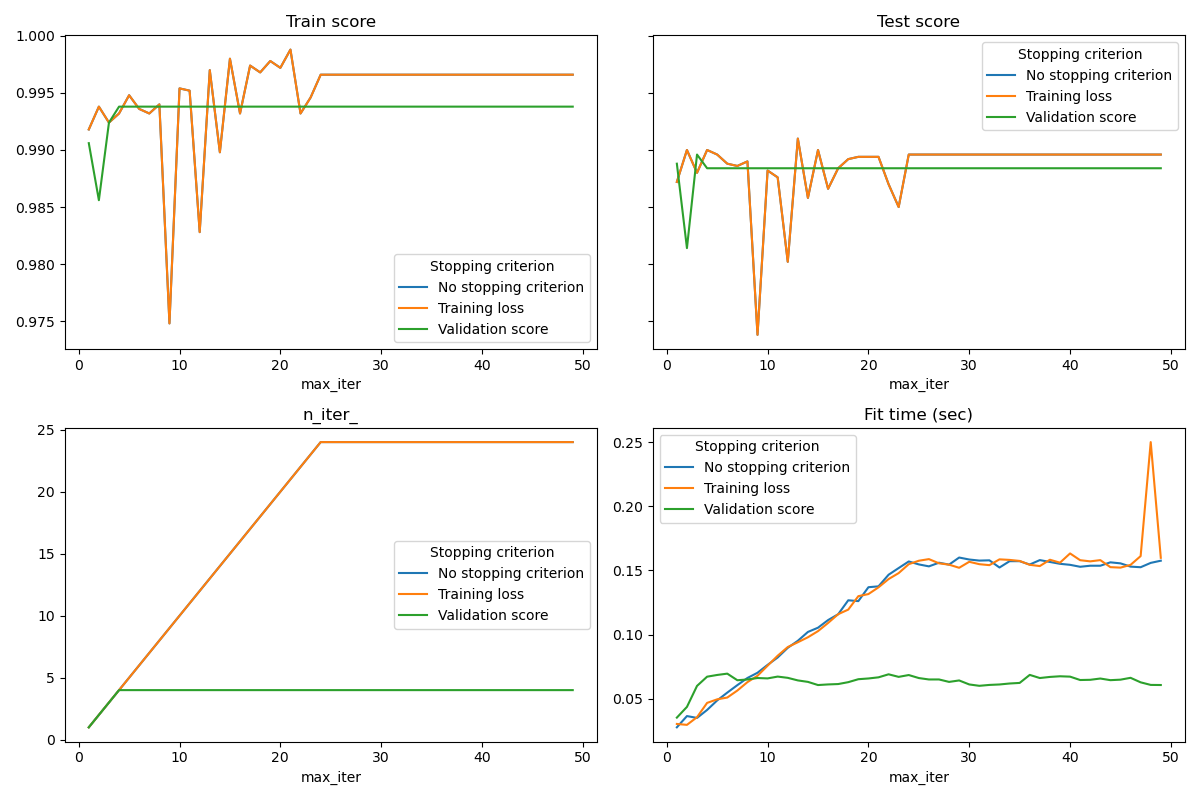 Train score
1.000
0.995
0.990
0.985
0.980
0.975
Stopping criterion
No stopping criterion
Training loss
Validation score
0 10 20 30 40 50
max_iter
Test score
Stopping criterion
No stopping criterion
Training loss
Validation score
0 10 20 30 40 50
max_iter
n_iter_
25
20
15
10
5
0
Stopping criterion
No stopping criterion
Training loss
Validation score
0 10 20 30 40 50
max_iter
Fit time (sec)
0.25
0.20
0.15
0.10
0.05
Stopping criterion
No stopping criterion
Training loss
Validation score
0 10 20 30 40 50
max_iter